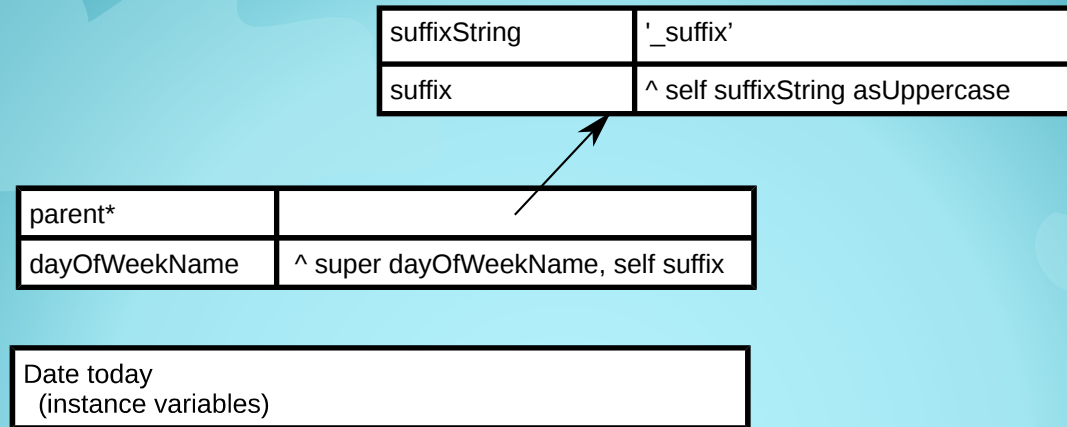 suffixString '_suffix’
suffix ^ self suffixString asUppercase
parent*
dayOfWeekName ^ super dayOfWeekName, self suffix
Date today
(instance variables)